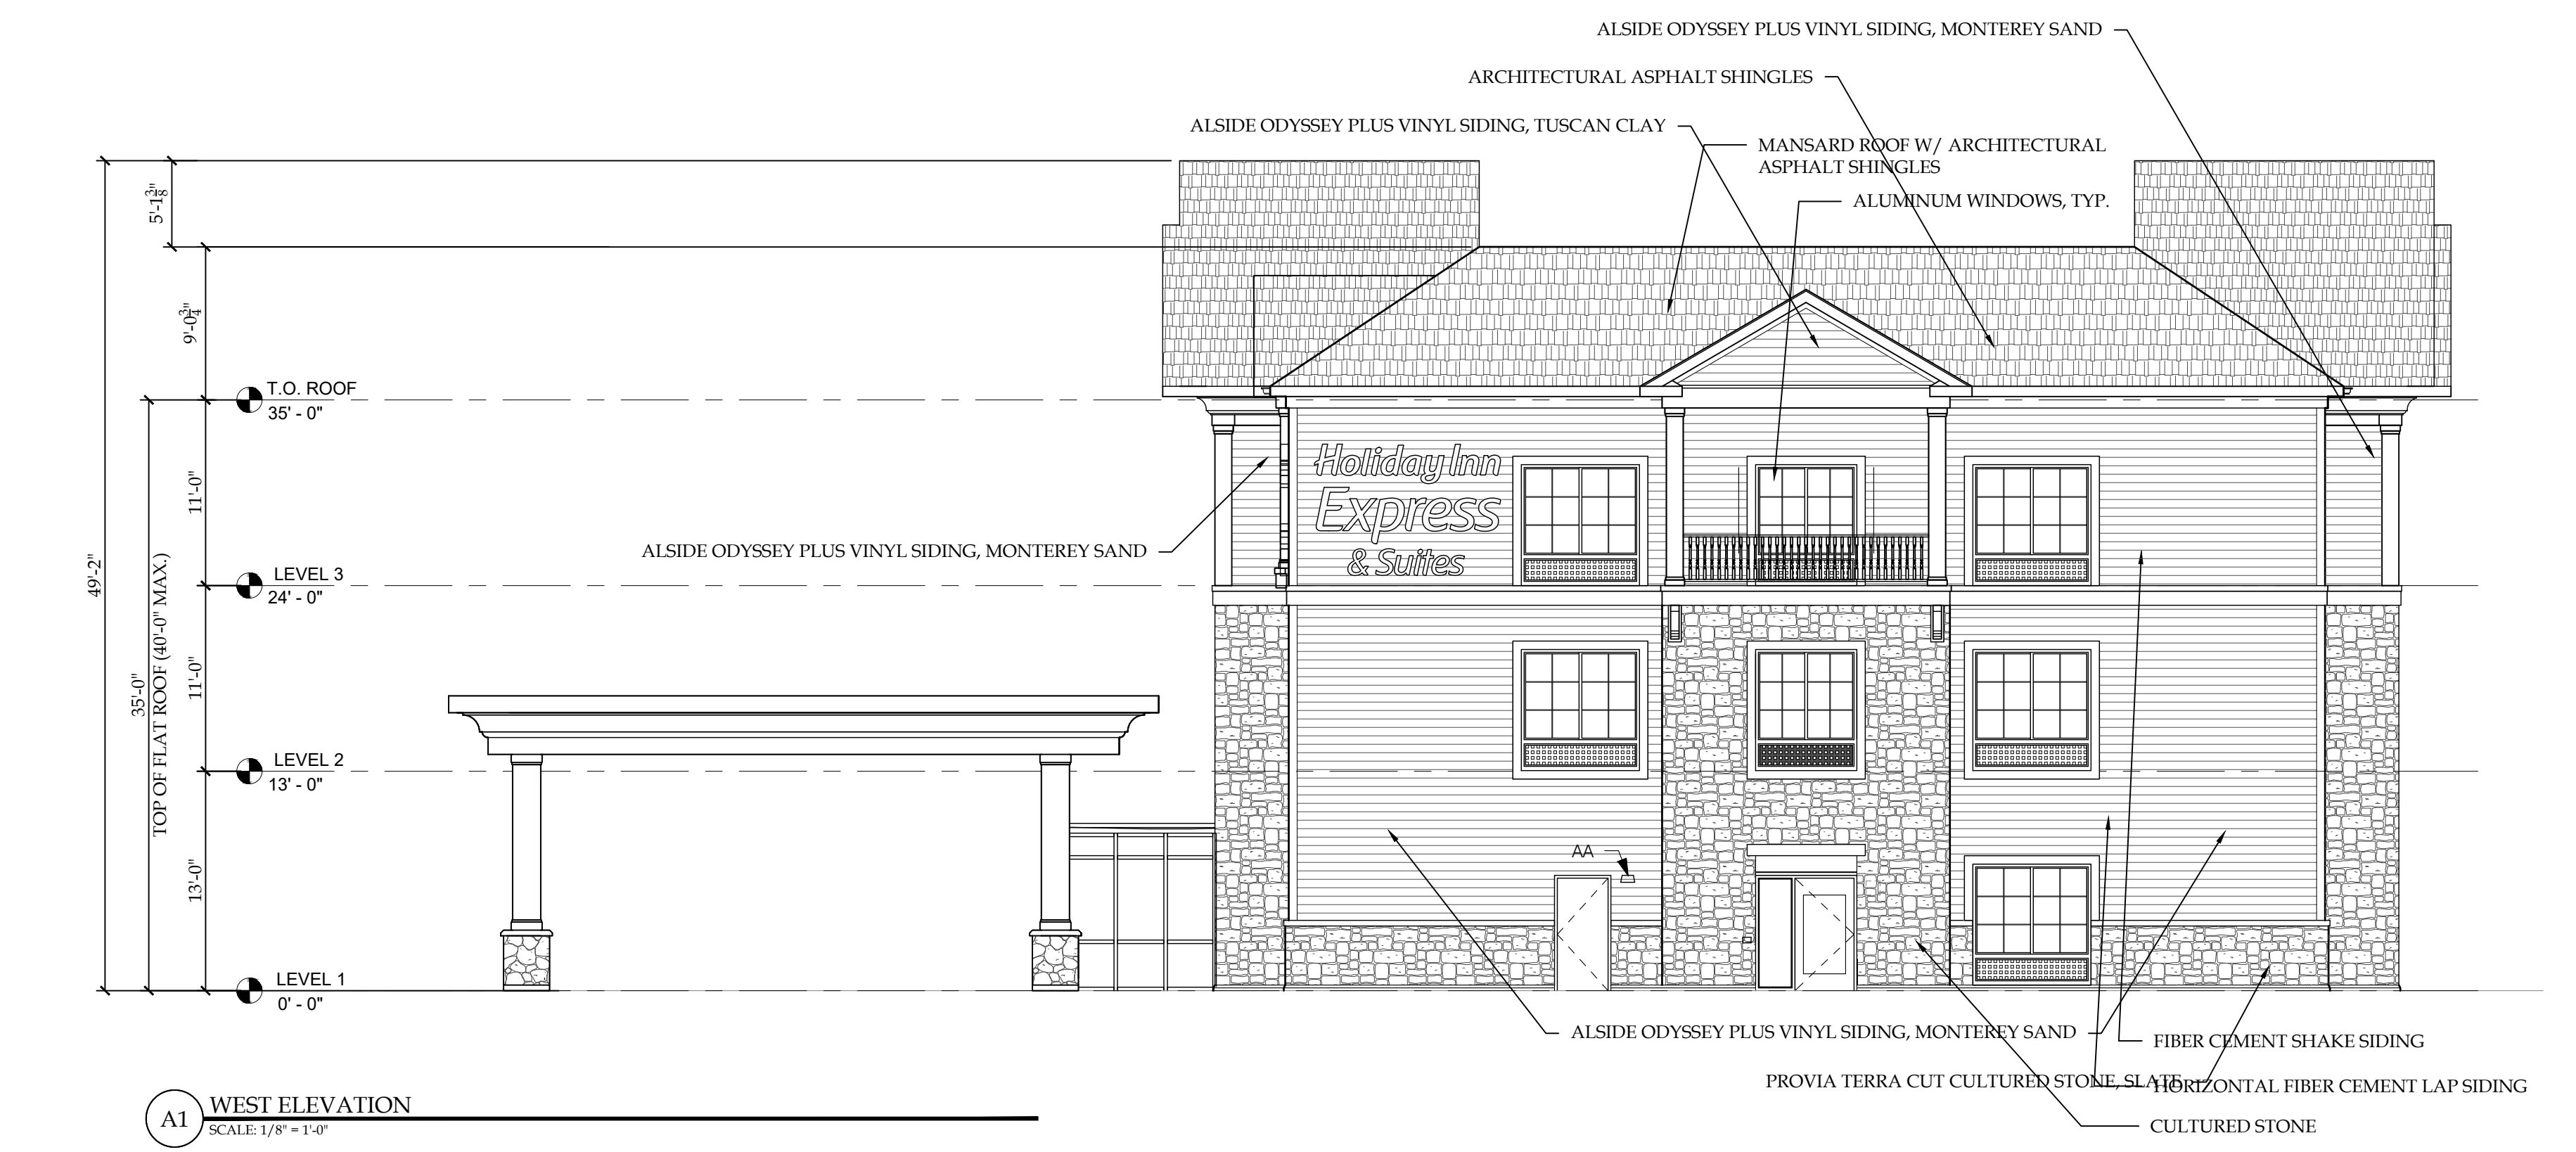 ALSIDE ODYSSEY PLUS VINYL SIDING, MONTEREY SAND
ARCHITECTURAL ASPHALT SHINGLES
ALSIDE ODYSSEY PLUS VINYL SIDING, TUSCAN CLAY
MANSARD ROOF W/ ARCHITECTURAL
ASPHALT SHINGLES
ALUMINUM WINDOWS, TYP.
5'-1 3/8"
9'-0 3/4"
T.O. ROOF
35' - 0"
11'-0"
49'-2"
Holiday Inn
Express
& Suites
ALSIDE ODYSSEY PLUS VINYL SIDING, MONTEREY SAND
LEVEL 3
24' - 0"
35'-0"
TOP OF FLAT ROOF (40'-0" MAX.)
11'-0"
LEVEL 2
13' - 0"
13'-0"
AA
LEVEL 1
0' - 0"
ALSIDE ODYSSEY PLUS VINYL SIDING, MONTEREY SAND
FIBER CEMENT SHAKE SIDING
PROVIA TERRA CUT CULTURED STONE, SLATE
HORIZONTAL FIBER CEMENT LAP SIDING
CULTURED STONE
A1
WEST ELEVATION
SCALE: 1/8" = 1'-0"